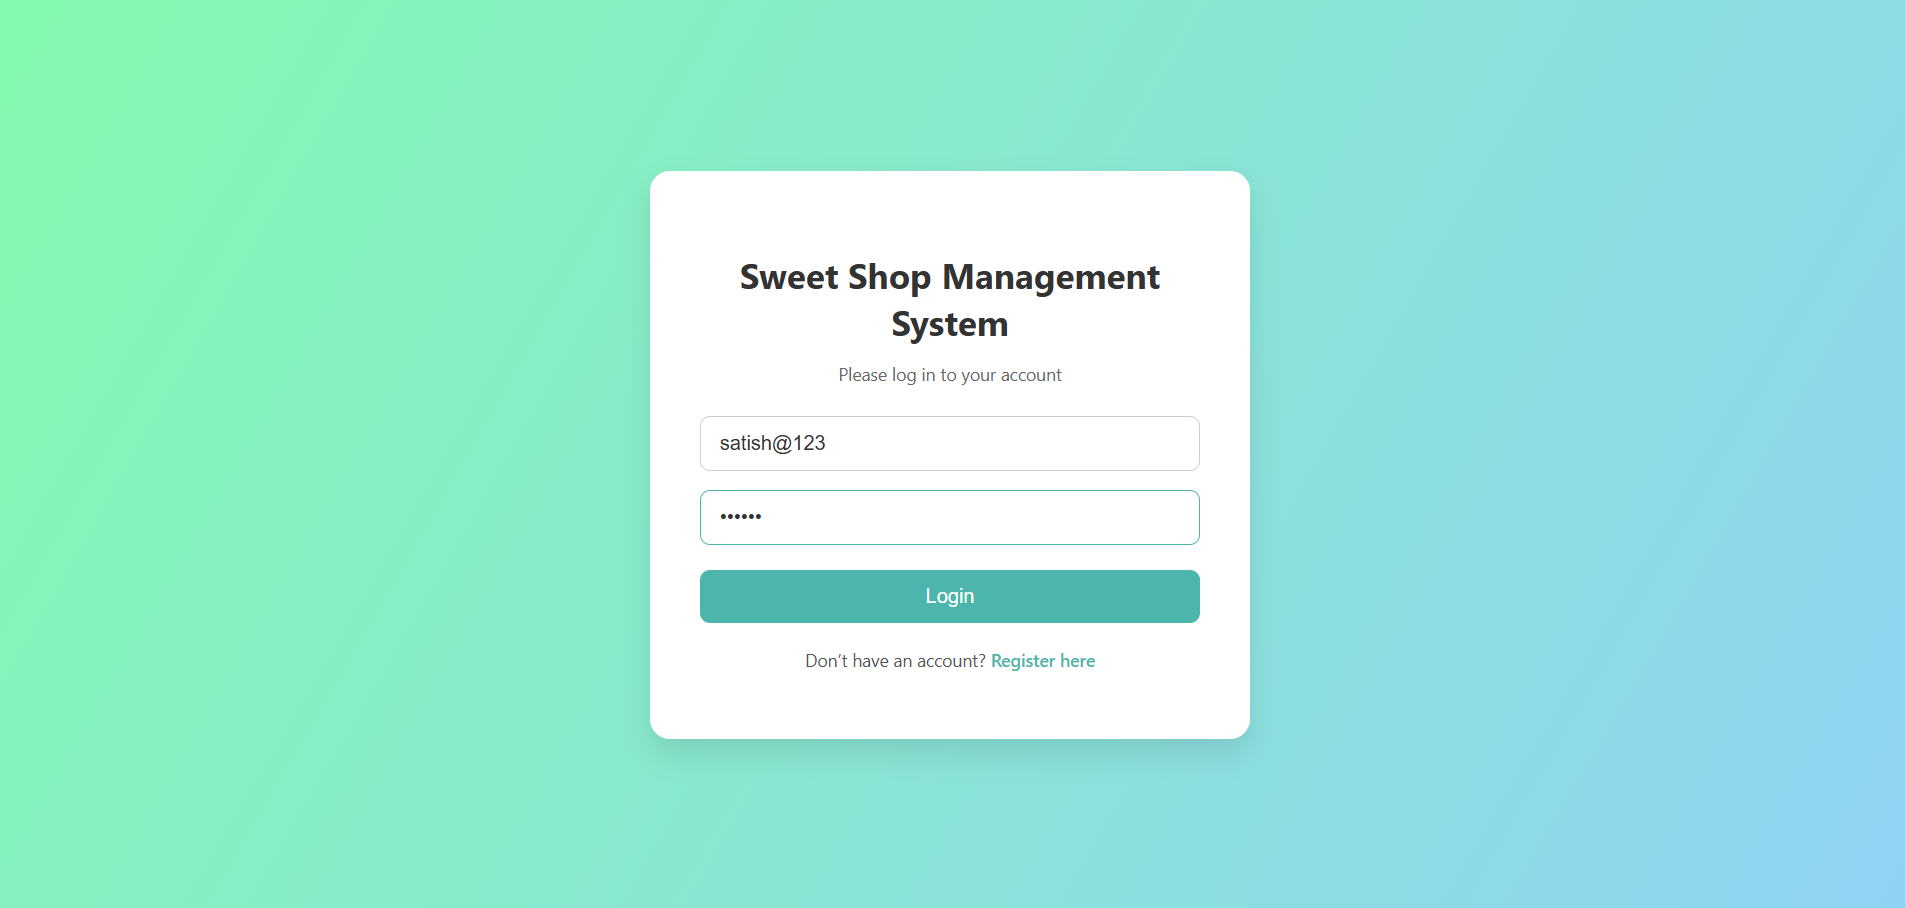 Sweet Shop Management
System
Please log in to your account
satish@123
••••••
Login
Don’t have an account? Register here